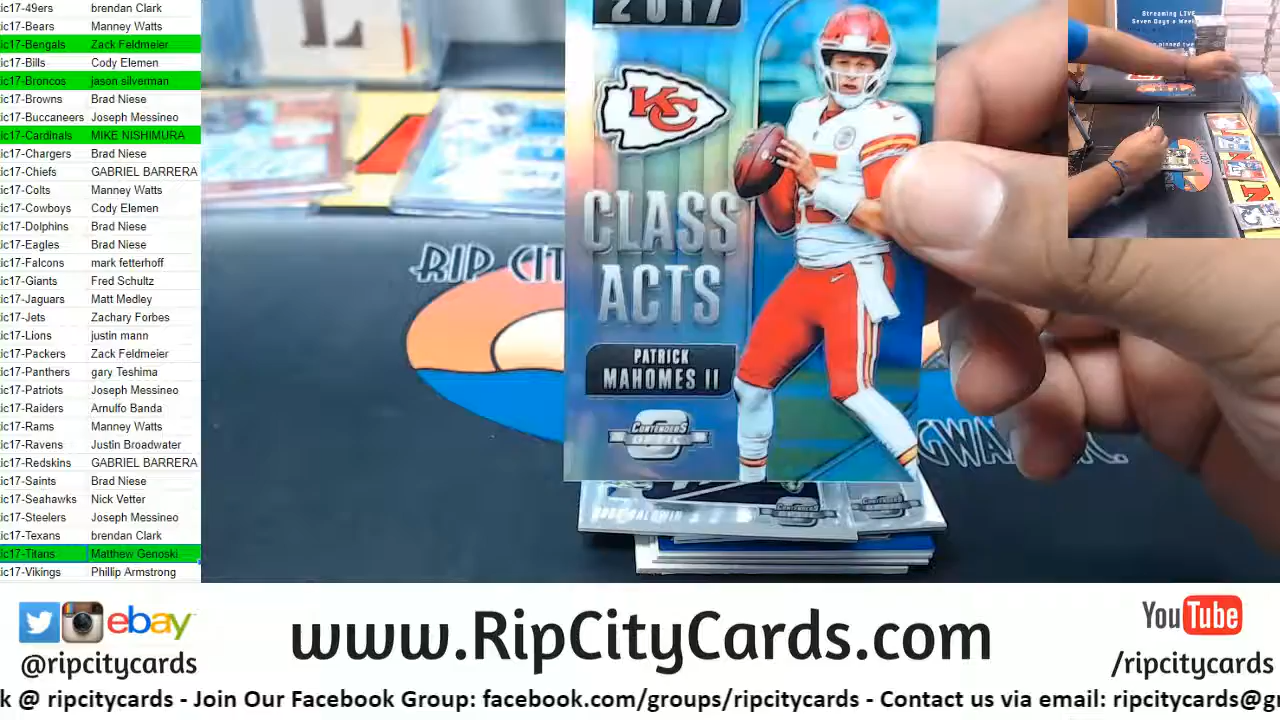 ic17-49ers brendan Clark
ic17-Bears Manney Watts
ic17-Bengals Zack Feldmeier
ic17-Bills Cody Elemen
ic17-Broncos jason silverman
ic17-Browns Brad Niese
ic17-Buccaneers Joseph Messineo
ic17-Cardinals MIKE NISHIMURA
ic17-Chargers Brad Niese
ic17-Chiefs GABRIEL BARRERA
ic17-Colts Manney Watts
ic17-Cowboys Cody Elemen
ic17-Dolphins Brad Niese
ic17-Eagles Brad Niese
ic17-Falcons mark fetterhoff
ic17-Giants Fred Schultz
ic17-Jaguars Matt Medley
ic17-Jets Zachary Forbes
ic17-Lions justin mann
ic17-Packers Zack Feldmeier
ic17-Panthers gary Teshima
ic17-Patriots Joseph Messineo
ic17-Raiders Arnulfo Banda
ic17-Rams Manney Watts
ic17-Ravens Justin Broadwater
ic17-Redskins GABRIEL BARRERA
ic17-Saints Brad Niese
ic17-Seahawks Nick Vetter
ic17-Steelers Joseph Messineo
ic17-Texans brendan Clark
ic17-Titans Matthew Genoski
ic17-Vikings Phillip Armstrong
2017
KC
CLASS
ACTS
PATRICK
MAHOMES II
CONTENDERS
OPTIC
RIP CIT
Streaming LIVE
Seven Days a Week
ebay
@ripcitycards
www.RipCityCards.com
YouTube
/ripcitycards
k @ ripcitycards - Join Our Facebook Group: facebook.com/groups/ripcitycards - Contact us via email: ripcitycards@g